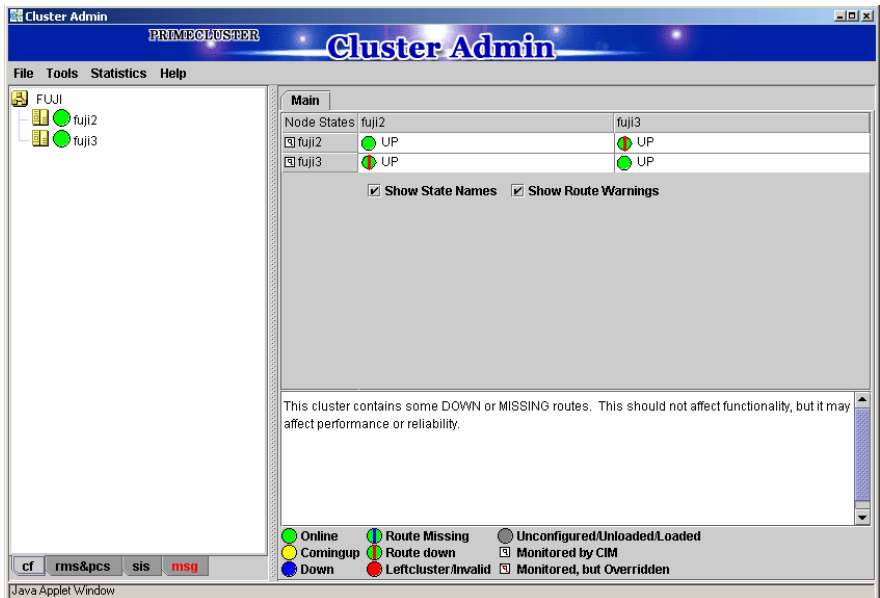 Cluster Admin
PRIMECLUSTER
Cluster Admin
File Tools Statistics Help
FUJI
fuji2
fuji3
Main
Node States fuji2 fuji3
fuji2 UP UP
fuji3 UP UP
Show State Names Show Route Warnings
This cluster contains some DOWN or MISSING routes. This should not affect functionality, but it may
affect performance or reliability.
Online Route Missing Unconfigured/Unloaded/Loaded
Comingup Route down Monitored by CIM
Down Leftcluster/Invalid Monitored, but Overridden
cf rms&pcs sis msg
Java Applet Window